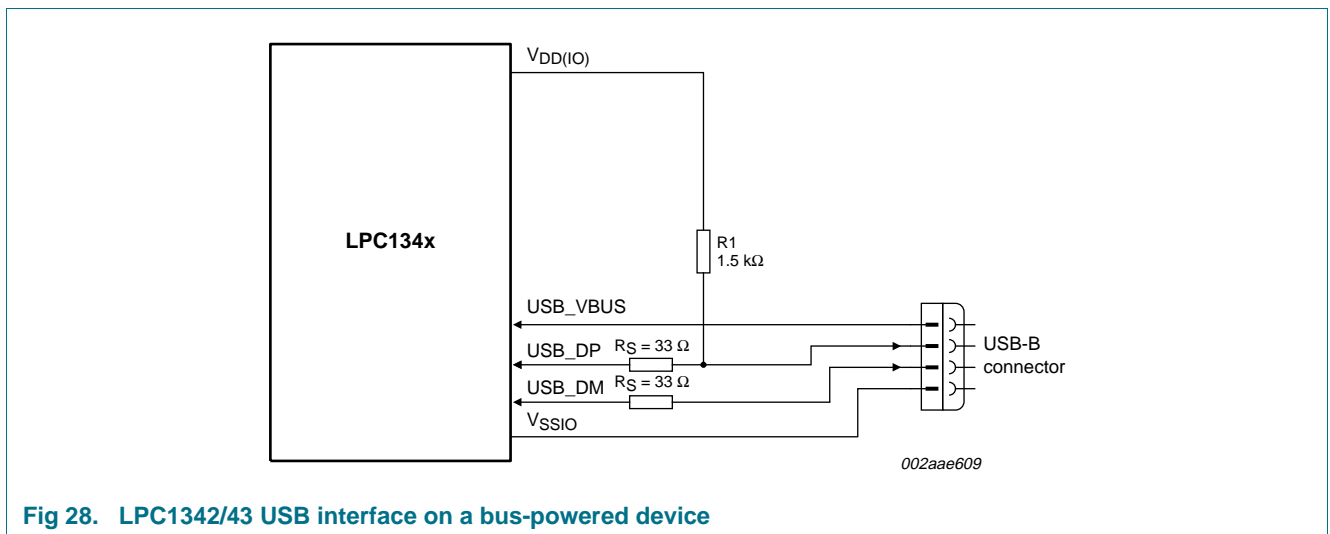 VDD(IO)
LPC134x
R1
1.5 kΩ
USB_VBUS
USB_DP
RS = 33 Ω
USB-B
connector
USB_DM
RS = 33 Ω
VSSIO
002aae609
Fig 28. LPC1342/43 USB interface on a bus-powered device